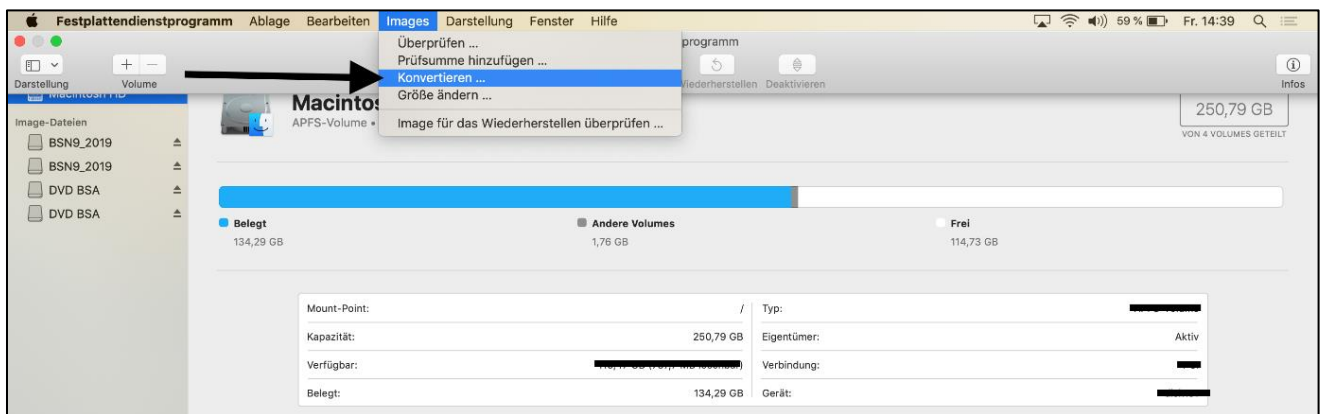 Festplattendienstprogramm Ablage Bearbeiten Images Darstellung Fenster Hilfe 59 % Fr. 14:39
Überprüfen ...
Prüfsumme hinzufügen ...
Konvertieren ...
Größe ändern ...
Image für das Wiederherstellen überprüfen ...
programm
Darstellung Volume Wiederherstellen Deaktivieren Infos
Macintosh HD
Image-Dateien
BSN9_2019
BSN9_2019
DVD BSA
DVD BSA
Macintos
APFS-Volume •
250,79 GB
VON 4 VOLUMES GETEILT
Belegt
134,29 GB
Andere Volumes
1,76 GB
Frei
114,73 GB
Mount-Point: /
Kapazität: 250,79 GB
Verfügbar:
Belegt: 134,29 GB
Typ:
Eigentümer: Aktiv
Verbindung:
Gerät: